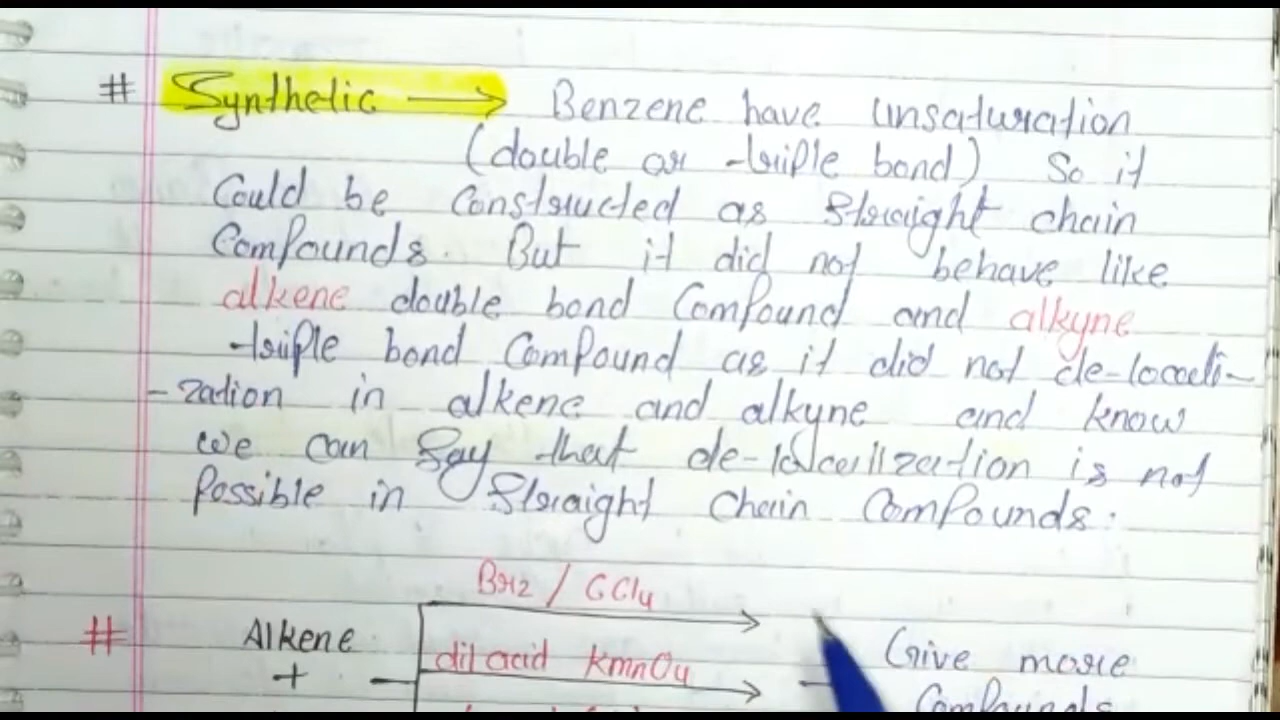 # Synthetic → Benzene have unsaturation
(double or triple bond) So it
Could be constructed as straight chain
Compounds. But it did not behave like
alkene double bond Compound and alkyne
triple bond Compound as it did not de-locali-
-zation in alkene and alkyne and know
we can say that de-localization is not
Possible in straight chain compounds.
Br2 / CCl4
# Alkene
Give more
+
dil acid KmnO4
Compounds